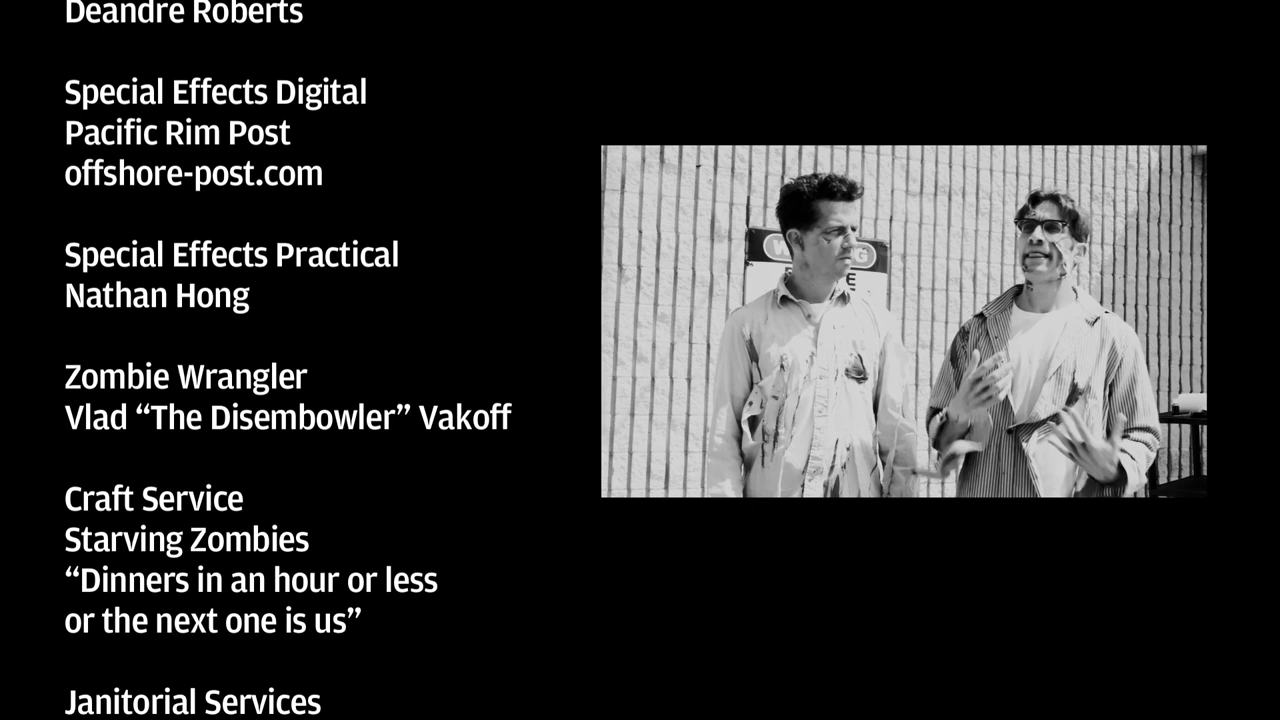 Deandre Roberts
Special Effects Digital
Pacific Rim Post
offshore-post.com
Special Effects Practical
Nathan Hong
Zombie Wrangler
Vlad “The Disembowler” Vakoff
Craft Service
Starving Zombies
“Dinners in an hour or less
or the next one is us”
Janitorial Services